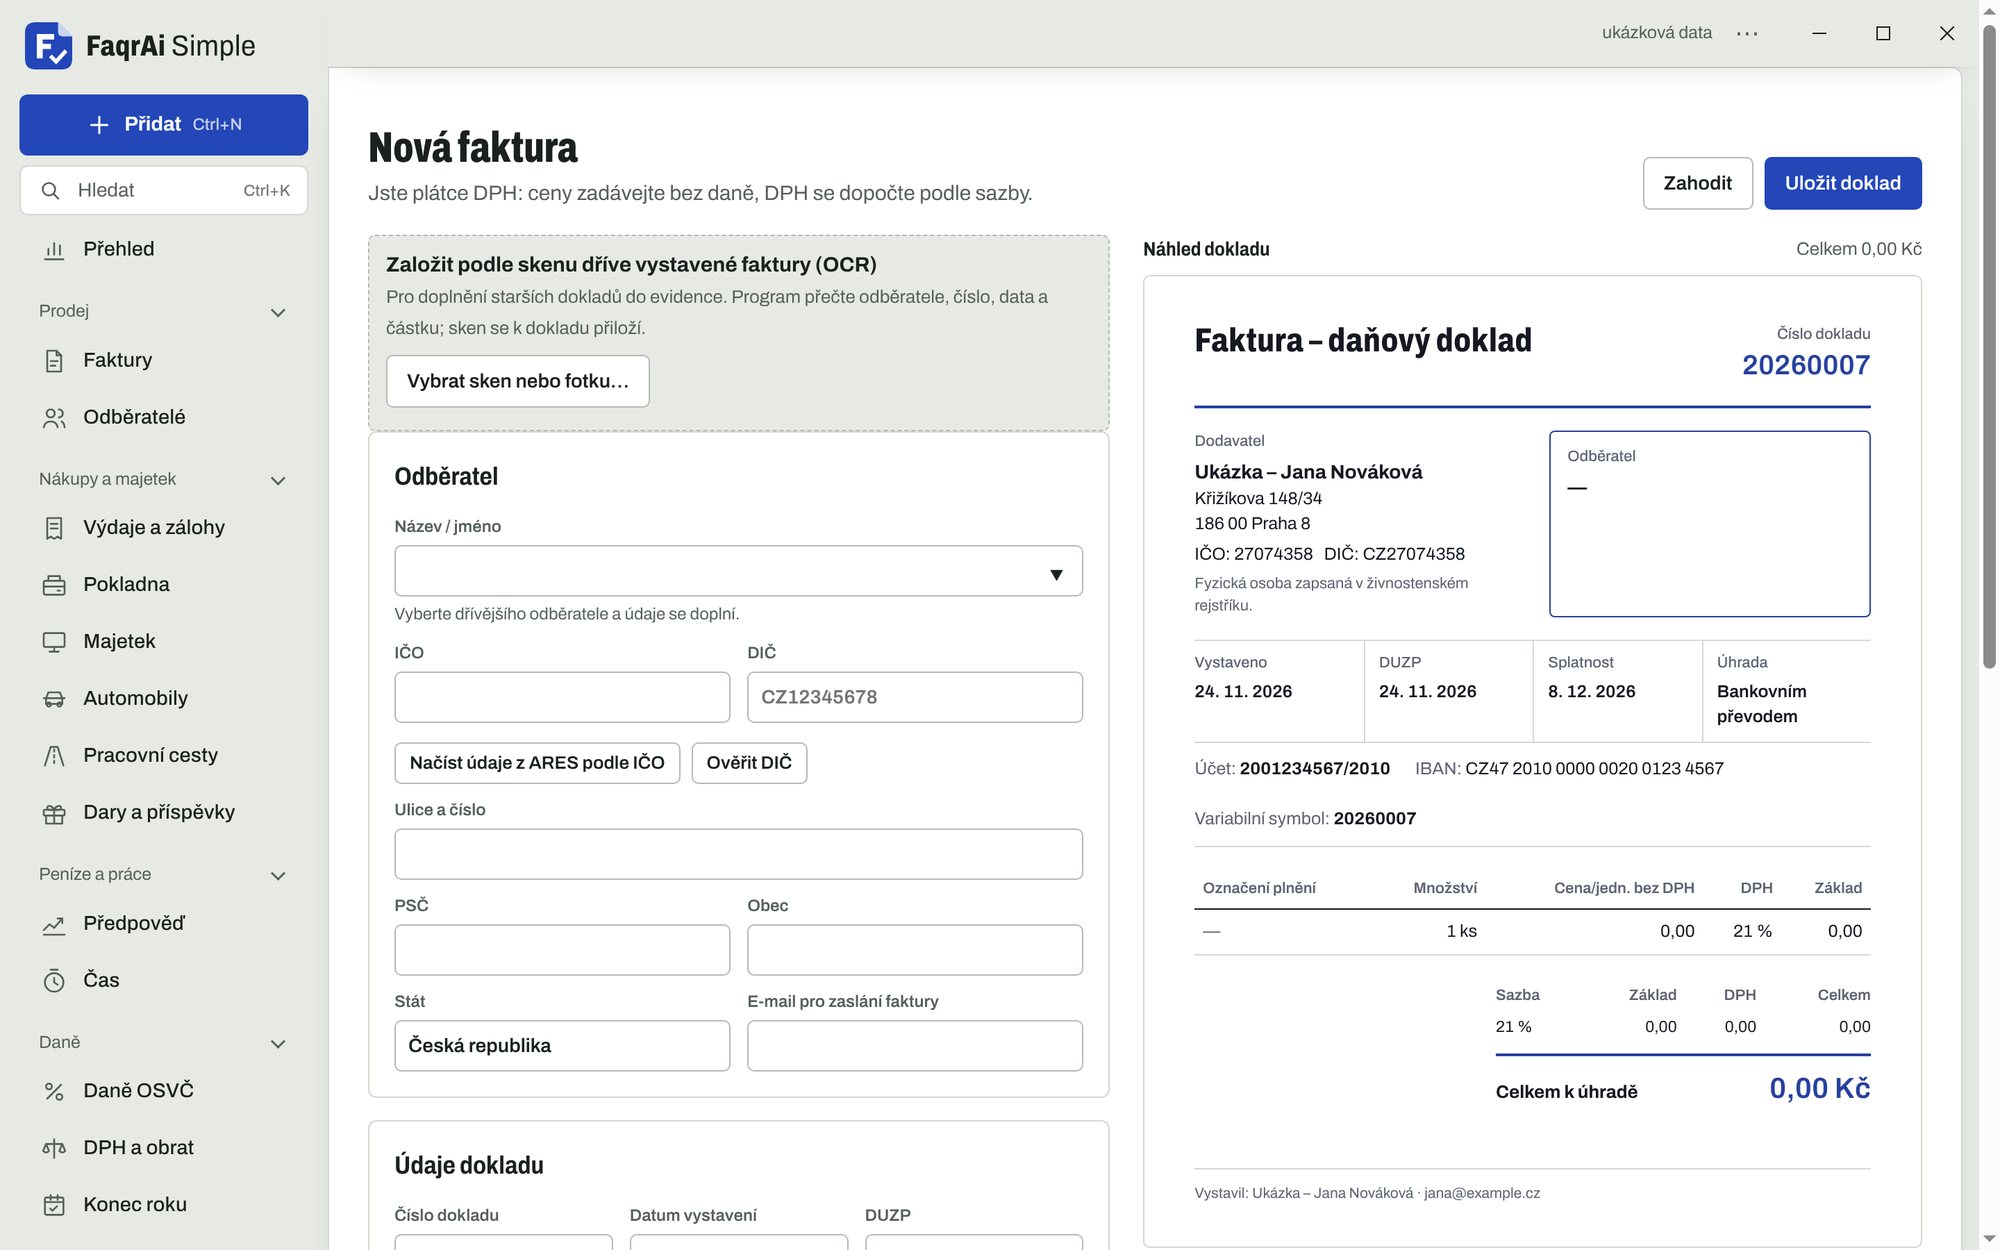 FaqrAi Simple
ukázková data ···
+ Přidat Ctrl+N
Hledat Ctrl+K
Přehled
Prodej
Faktury
Odběratelé
Nákupy a majetek
Výdaje a zálohy
Pokladna
Majetek
Automobily
Pracovní cesty
Dary a příspěvky
Peníze a práce
Předpověď
Čas
Daně
Daně OSVČ
DPH a obrat
Konec roku
Nová faktura
Jste plátce DPH: ceny zadávejte bez daně, DPH se dopočte podle sazby.
Zahodit
Uložit doklad
Založit podle skenu dříve vystavené faktury (OCR)
Pro doplnění starších dokladů do evidence. Program přečte odběratele, číslo, data a
částku; sken se k dokladu přiloží.
Vybrat sken nebo fotku…
Odběratel
Název / jméno
Vyberte dřívějšího odběratele a údaje se doplní.
IČO DIČ
CZ12345678
Načíst údaje z ARES podle IČO Ověřit DIČ
Ulice a číslo
PSČ Obec
Stát E-mail pro zaslání faktury
Česká republika
Údaje dokladu
Číslo dokladu Datum vystavení DUZP
Náhled dokladu Celkem 0,00 Kč
Faktura – daňový doklad
Číslo dokladu
20260007
Dodavatel
Ukázka – Jana Nováková
Křižíkova 148/34
186 00 Praha 8
IČO: 27074358 DIČ: CZ27074358
Fyzická osoba zapsaná v živnostenském
rejstříku.
Odběratel
—
Vystaveno DUZP Splatnost Úhrada
24. 11. 2026 24. 11. 2026 8. 12. 2026 Bankovním
převodem
Účet: 2001234567/2010 IBAN: CZ47 2010 0000 0020 0123 4567
Variabilní symbol: 20260007
Označení plnění Množství Cena/jedn. bez DPH DPH Základ
— 1 ks 0,00 21 % 0,00
Sazba Základ DPH Celkem
21 % 0,00 0,00 0,00
Celkem k úhradě 0,00 Kč
Vystavil: Ukázka – Jana Nováková · jana@example.cz